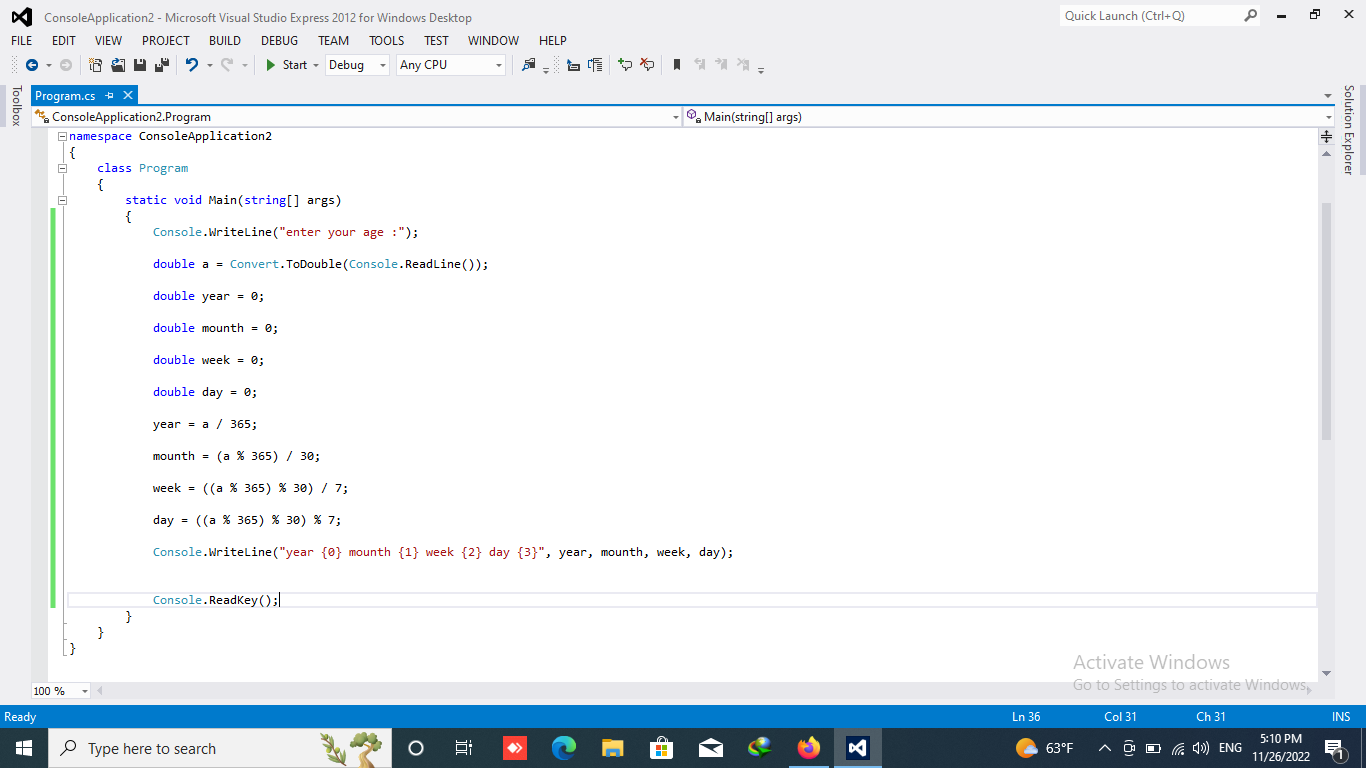 ConsoleApplication2 - Microsoft Visual Studio Express 2012 for Windows Desktop
Quick Launch (Ctrl+Q)
FILE EDIT VIEW PROJECT BUILD DEBUG TEAM TOOLS TEST WINDOW HELP
Start Debug Any CPU
Toolbox
Program.cs
Solution Explorer
ConsoleApplication2.Program Main(string[] args)
namespace ConsoleApplication2
{
class Program
{
static void Main(string[] args)
{
Console.WriteLine("enter your age :");
double a = Convert.ToDouble(Console.ReadLine());
double year = 0;
double mounth = 0;
double week = 0;
double day = 0;
year = a / 365;
mounth = (a % 365) / 30;
week = ((a % 365) % 30) / 7;
day = ((a % 365) % 30) % 7;
Console.WriteLine("year {0} mounth {1} week {2} day {3}", year, mounth, week, day);
Console.ReadKey();
}
}
}
Activate Windows
Go to Settings to activate Windows.
100 %
Ready Ln 36 Col 31 Ch 31 INS
Type here to search
63°F
ENG
5:10 PM
11/26/2022
1